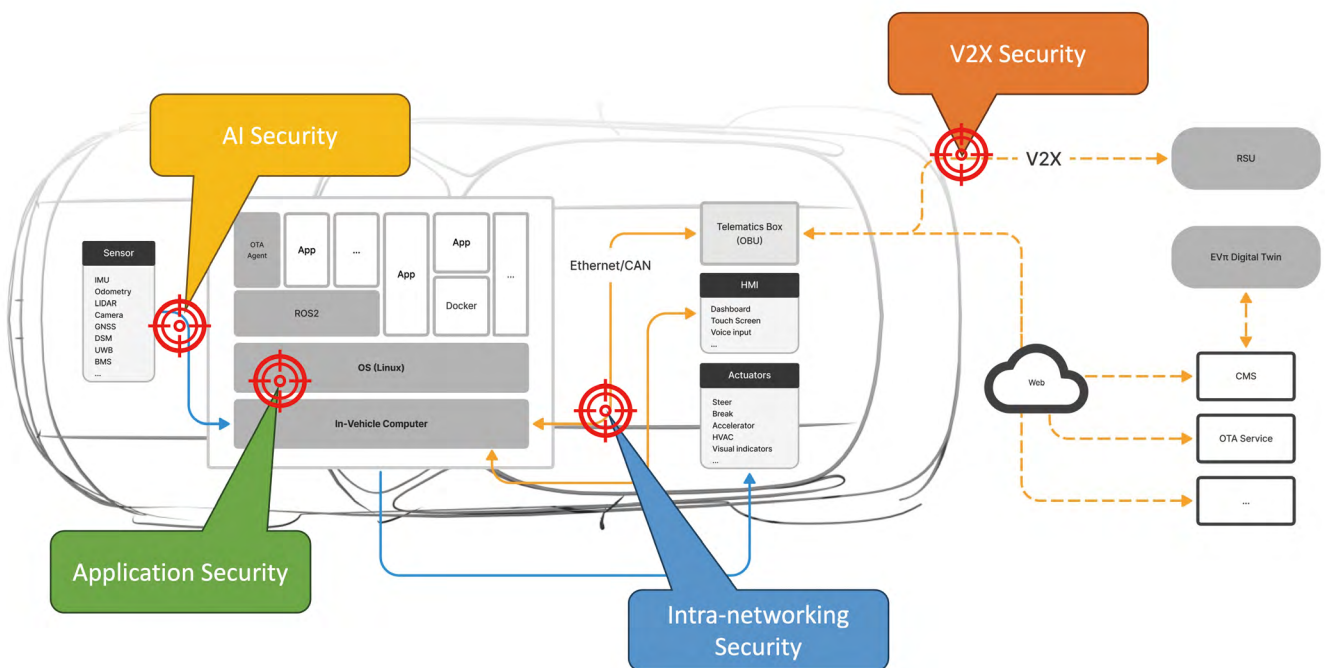 V2X Security
AI Security
V2X
RSU
Sensor
IMU
Odometry
LIDAR
Camera
GNSS
DSM
UWB
BMS
...
OTA
Agent
App
...
App
App
Docker
...
ROS2
OS (Linux)
In-Vehicle Computer
Ethernet/CAN
Telematics Box
(OBU)
HMI
Dashboard
Touch Screen
Voice input
...
Actuators
Steer
Break
Accelerator
HVAC
Visual indicators
...
EVπ Digital Twin
Web
CMS
OTA Service
...
Application Security
Intra-networking
Security